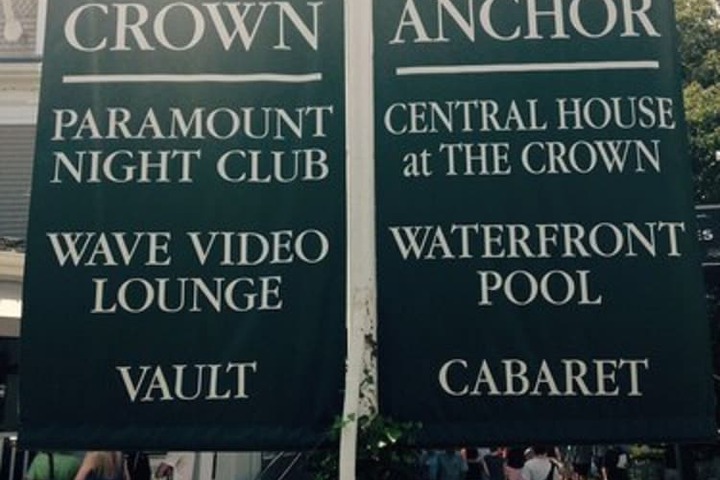 CROWN
PARAMOUNT
NIGHT CLUB
WAVE VIDEO
LOUNGE
VAULT
ANCHOR
CENTRAL HOUSE
at THE CROWN
WATERFRONT
POOL
CABARET